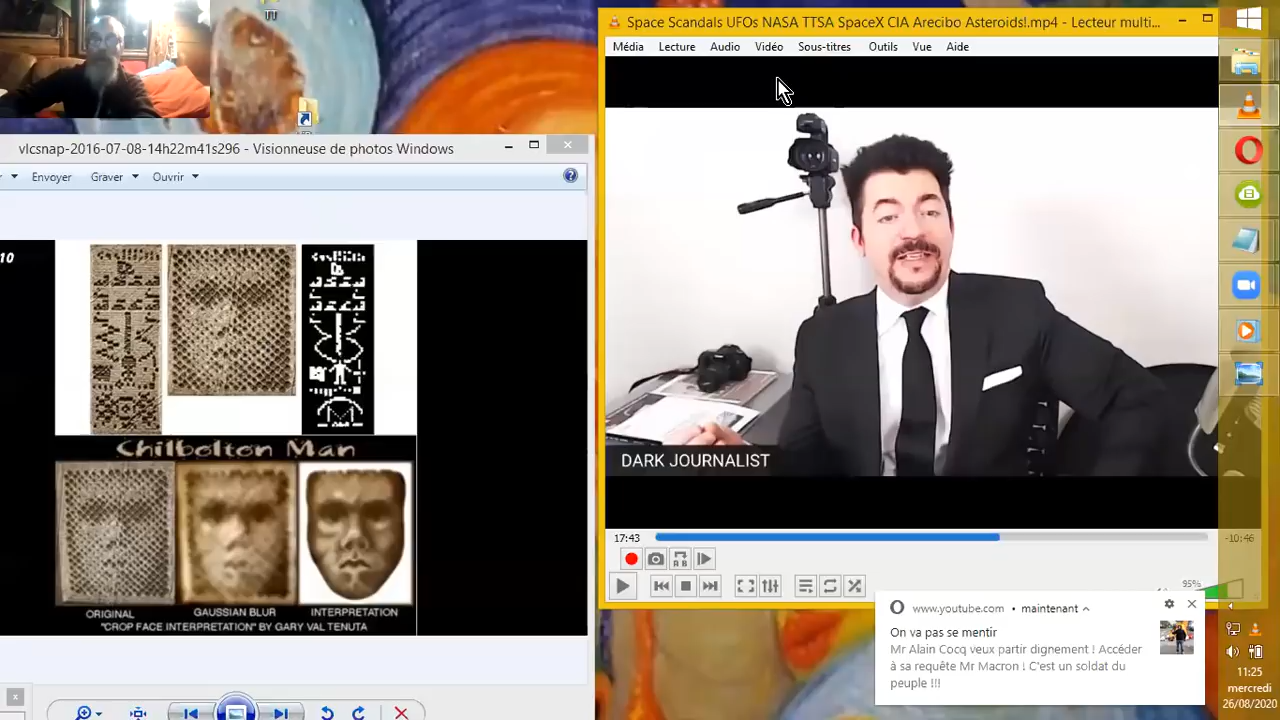 TT
Space Scandals UFOs NASA TTSA SpaceX CIA Arecibo Asteroids!.mp4 - Lecteur multi...
Média Lecture Audio Vidéo Sous-titres Outils Vue Aide
vlcsnap-2016-07-08-14h22m41s296 - Visionneuse de photos Windows
Envoyer Graver Ouvrir
10
Chilbolton Man
ORIGINAL GAUSSIAN BLUR INTERPRETATION
"CROP FACE INTERPRETATION" BY GARY VAL TENUTA
DARK JOURNALIST
17:43
-10:46
95%
www.youtube.com • maintenant
On va pas se mentir
Mr Alain Cocq veux partir dignement ! Accéder
à sa requête Mr Macron ! C'est un soldat du
peuple !!!
11:25
mercredi
26/08/2020